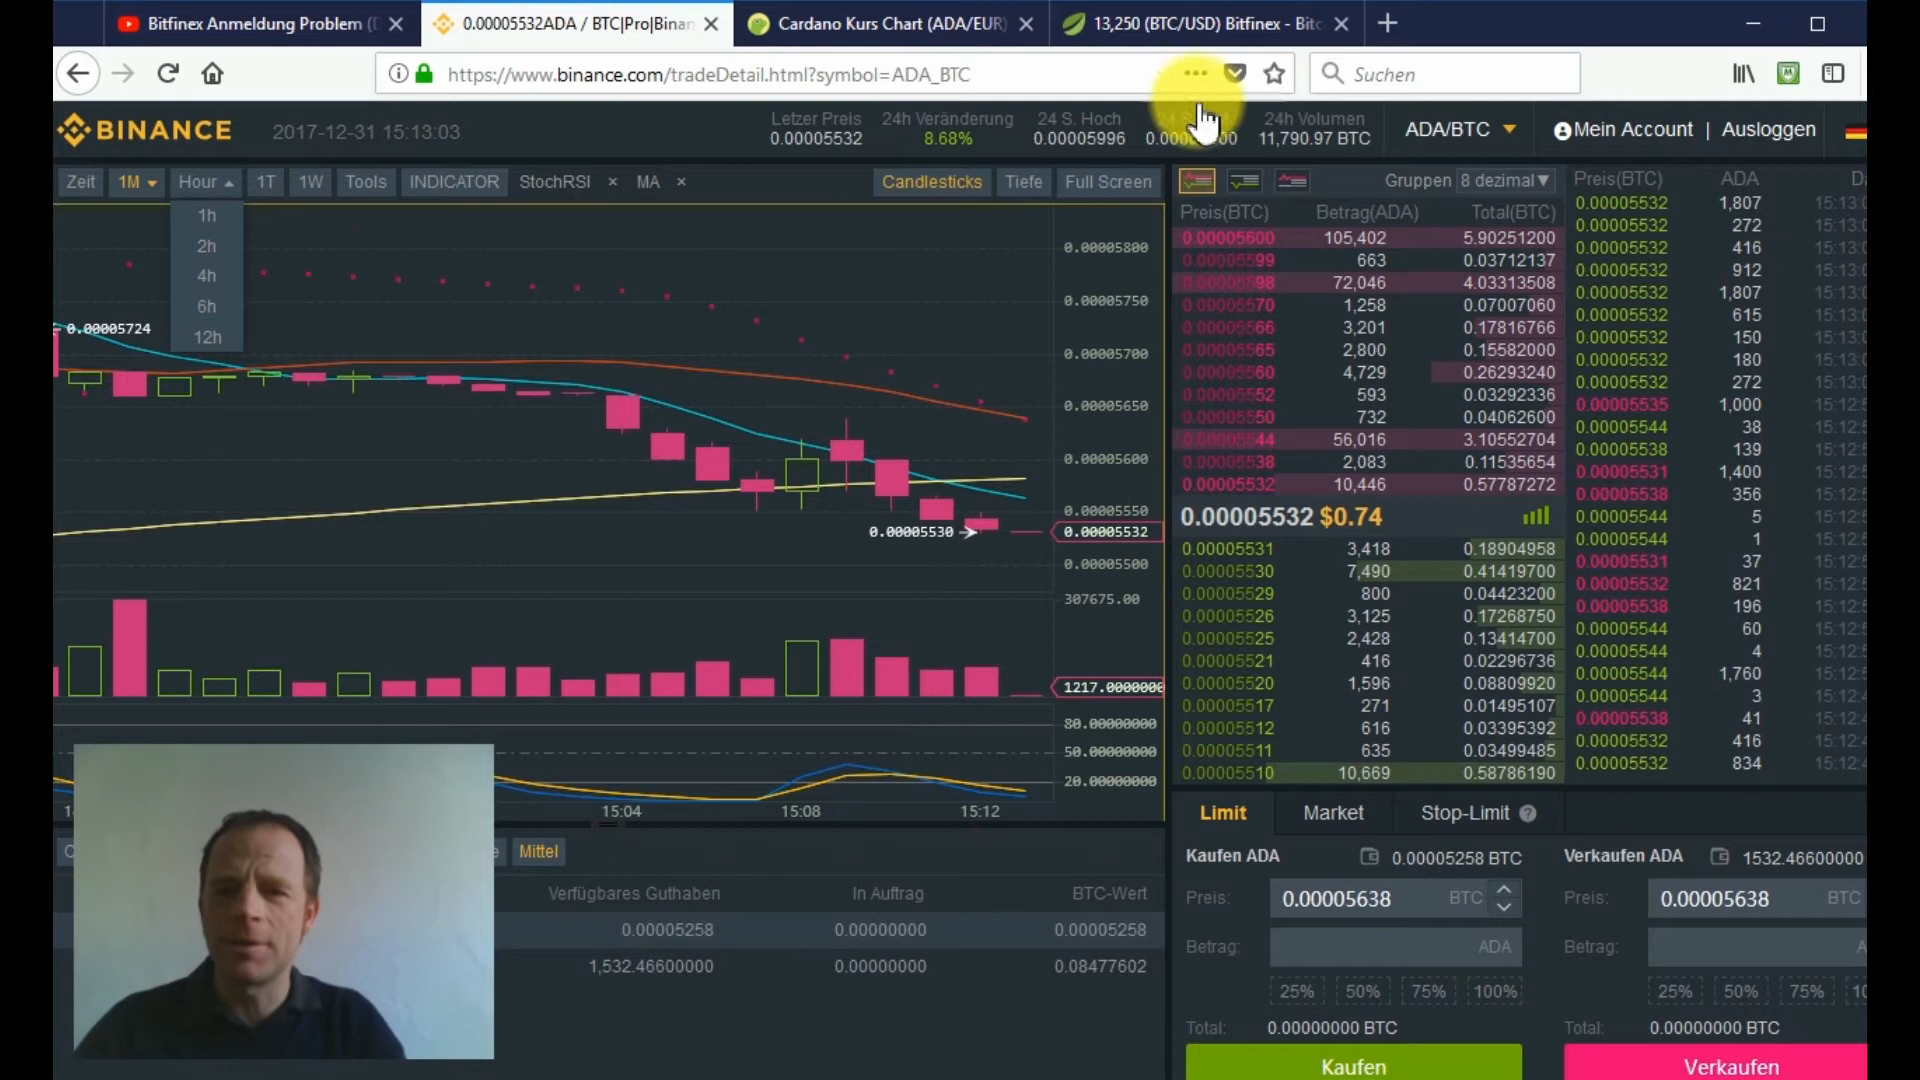 Bitfinex Anmeldung Problem (
0.00005532ADA / BTC|Pro|Binan
Cardano Kurs Chart (ADA/EUR)
13,250 (BTC/USD) Bitfinex - Bitc
https://www.binance.com/tradeDetail.html?symbol=ADA_BTC
Suchen
BINANCE
2017-12-31 15:13:03
Letzer Preis
0.00005532
24h Veränderung
8.68%
24 S. Hoch
0.00005996
24h Volumen
11,790.97 BTC
ADA/BTC
Mein Account | Ausloggen
Zeit 1M Hour 1T 1W Tools INDICATOR StochRSI × MA ×
Candlesticks Tiefe Full Screen
1h
2h
4h
6h
12h
0.00005724
0.00005530
0.00005800
0.00005750
0.00005700
0.00005650
0.00005600
0.00005550
0.00005532
0.00005500
307675.00
1217.0000000
80.00000000
50.00000000
20.00000000
15:04 15:08 15:12
Gruppen 8 dezimal
Preis(BTC) Betrag(ADA) Total(BTC)
0.00005600 105,402 5.90251200
0.00005599 663 0.03712137
0.00005598 72,046 4.03313508
0.00005570 1,258 0.07007060
0.00005566 3,201 0.17816766
0.00005565 2,800 0.15582000
0.00005560 4,729 0.26293240
0.00005552 593 0.03292336
0.00005550 732 0.04062600
0.00005544 56,016 3.10552704
0.00005538 2,083 0.11535654
0.00005532 10,446 0.57787272
0.00005532 $0.74
0.00005531 3,418 0.18904958
0.00005530 7,490 0.41419700
0.00005529 800 0.04423200
0.00005526 3,125 0.17268750
0.00005525 2,428 0.13414700
0.00005521 416 0.02296736
0.00005520 1,596 0.08809920
0.00005517 271 0.01495107
0.00005512 616 0.03395392
0.00005511 635 0.03499485
0.00005510 10,669 0.58786190
Preis(BTC) ADA
0.00005532 1,807
0.00005532 272
0.00005532 416
0.00005532 912
0.00005532 1,807
0.00005532 615
0.00005532 150
0.00005532 180
0.00005532 272
0.00005535 1,000
0.00005544 38
0.00005538 139
0.00005531 1,400
0.00005538 356
0.00005544 5
0.00005544 1
0.00005531 37
0.00005532 821
0.00005538 196
0.00005544 60
0.00005544 4
0.00005544 1,760
0.00005544 3
0.00005538 41
0.00005532 416
0.00005532 834
Mittel
Verfügbares Guthaben In Auftrag BTC-Wert
0.00005258 0.00000000 0.00005258
1,532.46600000 0.00000000 0.08477602
Limit Market Stop-Limit
Kaufen ADA 0.00005258 BTC
Preis: 0.00005638 BTC
Betrag: ADA
25% 50% 75% 100%
Total: 0.00000000 BTC
Kaufen
Verkaufen ADA 1532.46600000
Preis: 0.00005638 BTC
Betrag:
25% 50% 75%
Total: 0.00000000 BTC
Verkaufen